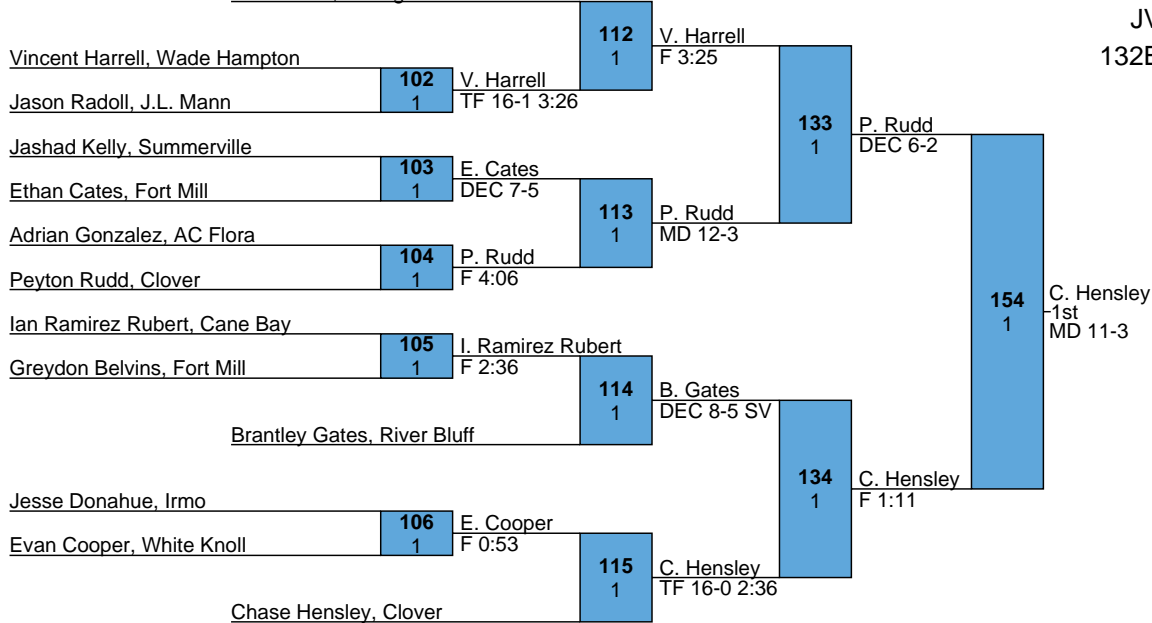 JV
132B
112
1
V. Harrell
F 3:25
Vincent Harrell, Wade Hampton
102
1
V. Harrell
TF 16-1 3:26
Jason Radoll, J.L. Mann
133
1
P. Rudd
DEC 6-2
Jashad Kelly, Summerville
103
1
E. Cates
DEC 7-5
Ethan Cates, Fort Mill
113
1
P. Rudd
MD 12-3
Adrian Gonzalez, AC Flora
104
1
P. Rudd
F 4:06
Peyton Rudd, Clover
154
1
C. Hensley
1st
MD 11-3
Ian Ramirez Rubert, Cane Bay
105
1
I. Ramirez Rubert
F 2:36
Greydon Belvins, Fort Mill
114
1
B. Gates
DEC 8-5 SV
Brantley Gates, River Bluff
134
1
C. Hensley
F 1:11
Jesse Donahue, Irmo
106
1
E. Cooper
F 0:53
Evan Cooper, White Knoll
115
1
C. Hensley
TF 16-0 2:36
Chase Hensley, Clover